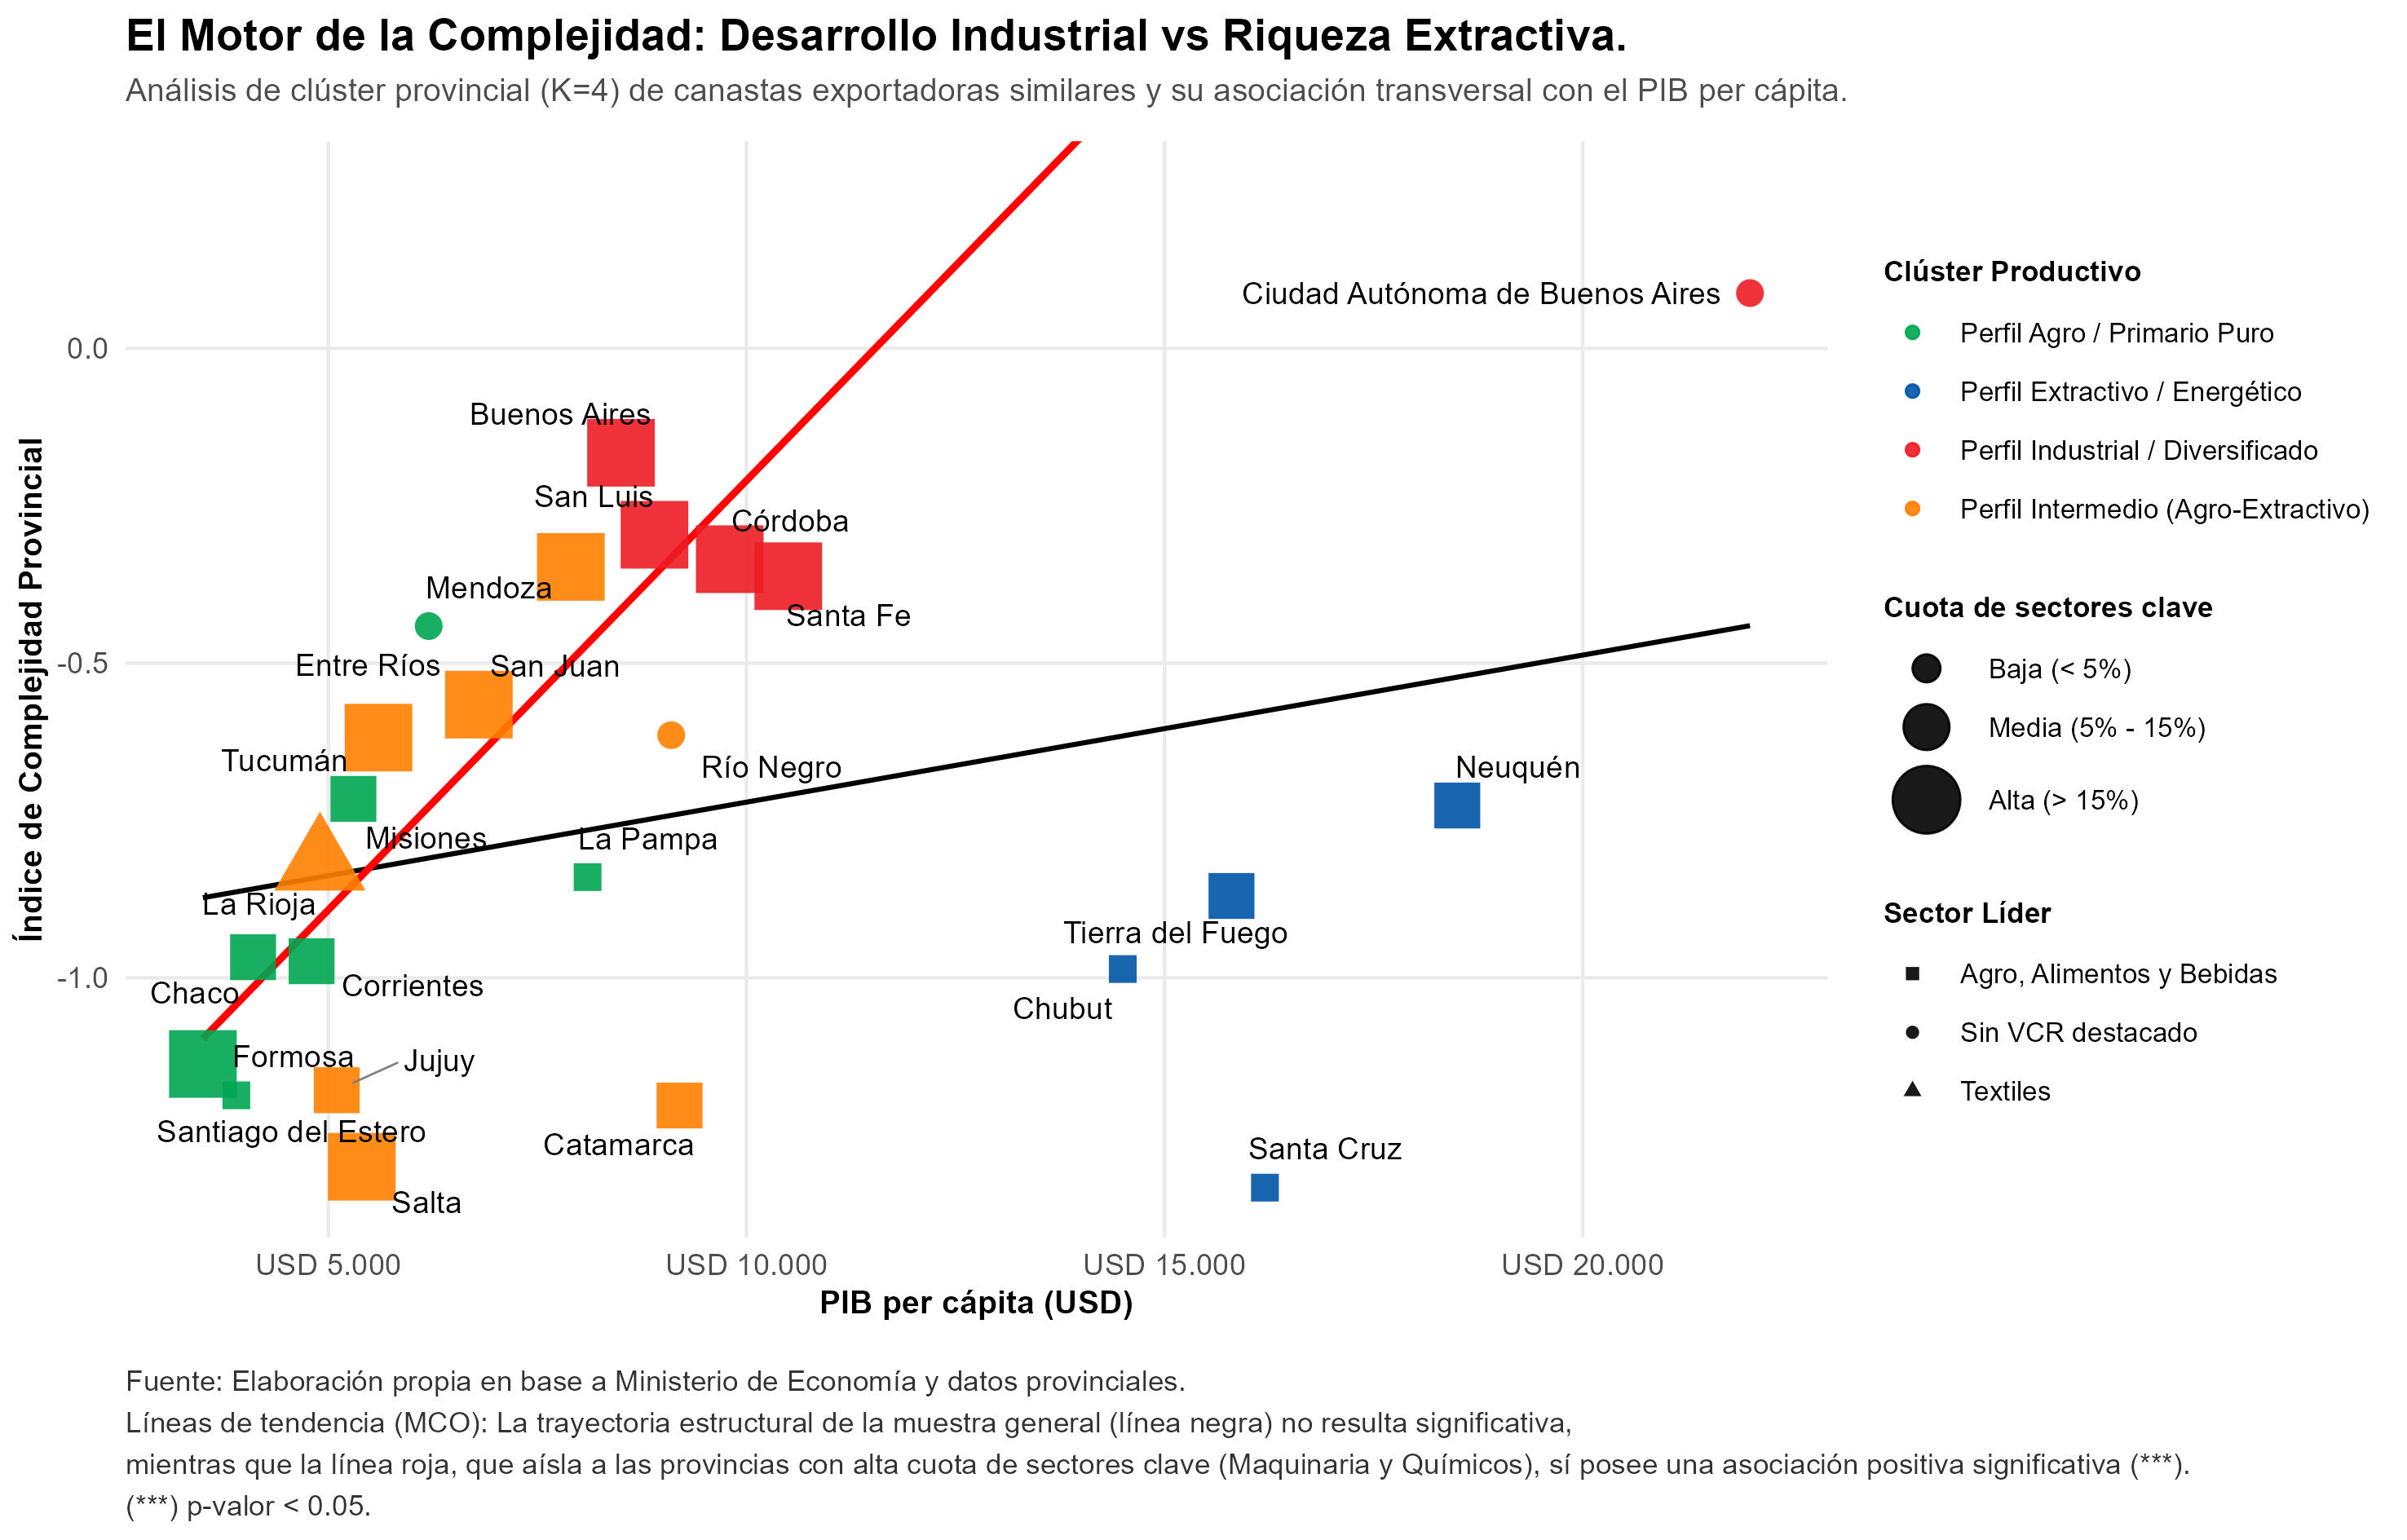 El Motor de la Complejidad: Desarrollo Industrial vs Riqueza Extractiva.
Análisis de clúster provincial (K=4) de canastas exportadoras similares y su asociación transversal con el PIB per cápita.
Índice de Complejidad Provincial
0.0
-0.5
-1.0
Ciudad Autónoma de Buenos Aires
Buenos Aires
San Luis
Córdoba
Mendoza
Santa Fe
Entre Ríos
San Juan
Tucumán
Río Negro
Neuquén
Misiones
La Pampa
La Rioja
Tierra del Fuego
Chaco
Corrientes
Chubut
Formosa
Jujuy
Santiago del Estero
Catamarca
Santa Cruz
Salta
USD 5.000
USD 10.000
USD 15.000
USD 20.000
PIB per cápita (USD)
Clúster Productivo
Perfil Agro / Primario Puro
Perfil Extractivo / Energético
Perfil Industrial / Diversificado
Perfil Intermedio (Agro-Extractivo)
Cuota de sectores clave
Baja (< 5%)
Media (5% - 15%)
Alta (> 15%)
Sector Líder
Agro, Alimentos y Bebidas
Sin VCR destacado
Textiles
Fuente: Elaboración propia en base a Ministerio de Economía y datos provinciales.
Líneas de tendencia (MCO): La trayectoria estructural de la muestra general (línea negra) no resulta significativa,
mientras que la línea roja, que aísla a las provincias con alta cuota de sectores clave (Maquinaria y Químicos), sí posee una asociación positiva significativa (***).
(***) p-valor < 0.05.